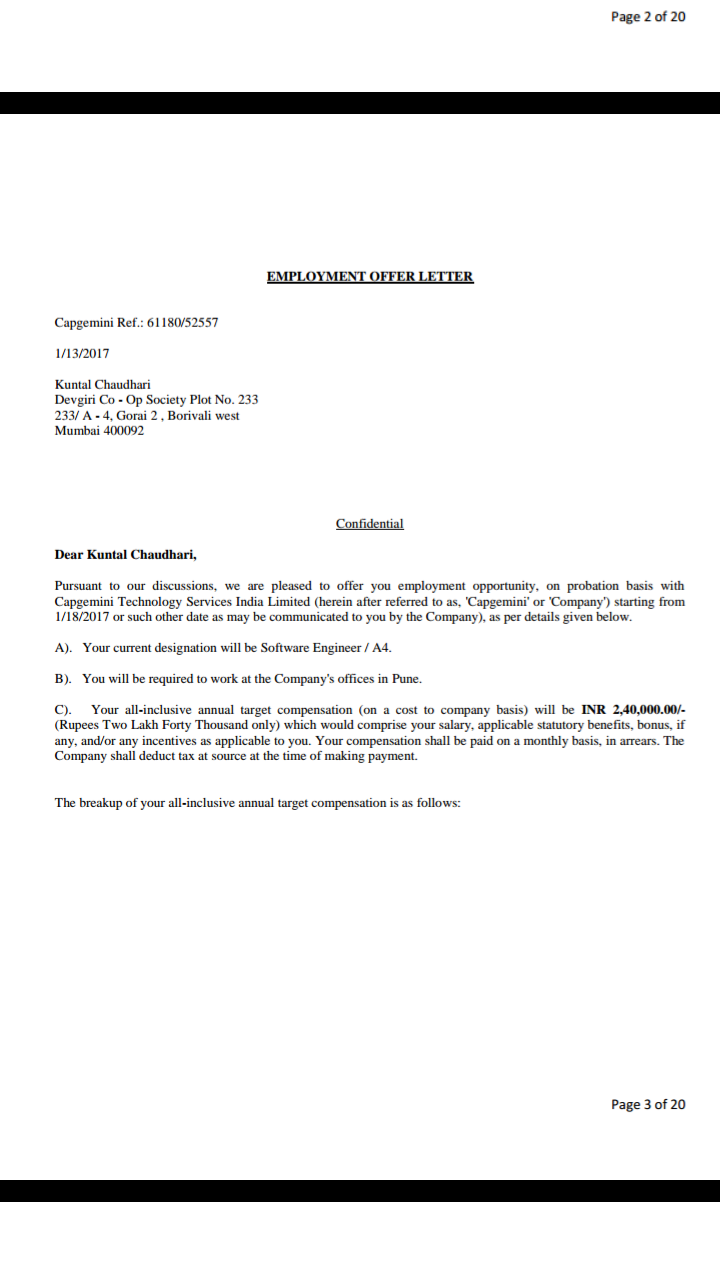 Page 2 of 20
EMPLOYMENT OFFER LETTER
Capgemini Ref.: 61180/52557
1/13/2017
Kuntal Chaudhari
Devgiri Co - Op Society Plot No. 233
233/ A - 4, Gorai 2 , Borivali west
Mumbai 400092
Confidential
Dear Kuntal Chaudhari,
Pursuant to our discussions, we are pleased to offer you employment opportunity, on probation basis with
Capgemini Technology Services India Limited (herein after referred to as, 'Capgemini' or 'Company') starting from
1/18/2017 or such other date as may be communicated to you by the Company), as per details given below.
A). Your current designation will be Software Engineer / A4.
B). You will be required to work at the Company's offices in Pune.
C). Your all-inclusive annual target compensation (on a cost to company basis) will be INR 2,40,000.00/-
(Rupees Two Lakh Forty Thousand only) which would comprise your salary, applicable statutory benefits, bonus, if
any, and/or any incentives as applicable to you. Your compensation shall be paid on a monthly basis, in arrears. The
Company shall deduct tax at source at the time of making payment.
The breakup of your all-inclusive annual target compensation is as follows:
Page 3 of 20